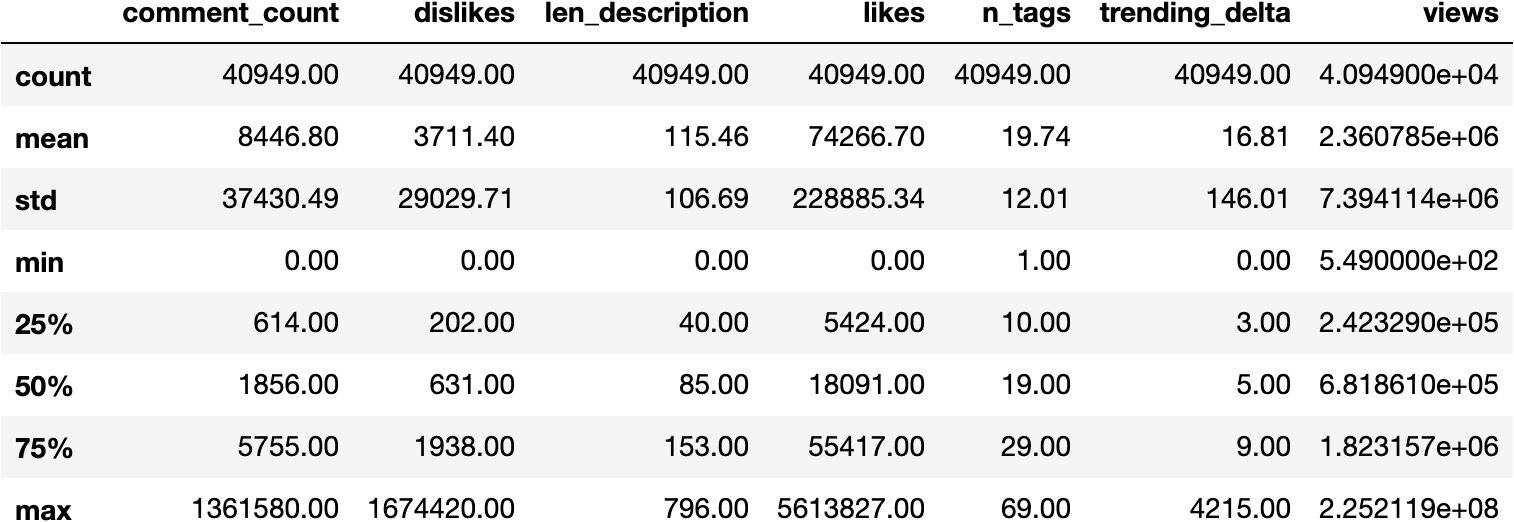 comment_count dislikes len_description likes n_tags trending_delta views
count 40949.00 40949.00 40949.00 40949.00 40949.00 40949.00 4.094900e+04
mean 8446.80 3711.40 115.46 74266.70 19.74 16.81 2.360785e+06
std 37430.49 29029.71 106.69 228885.34 12.01 146.01 7.394114e+06
min 0.00 0.00 0.00 0.00 1.00 0.00 5.490000e+02
25% 614.00 202.00 40.00 5424.00 10.00 3.00 2.423290e+05
50% 1856.00 631.00 85.00 18091.00 19.00 5.00 6.818610e+05
75% 5755.00 1938.00 153.00 55417.00 29.00 9.00 1.823157e+06
max 1361580.00 1674420.00 796.00 5613827.00 69.00 4215.00 2.252119e+08